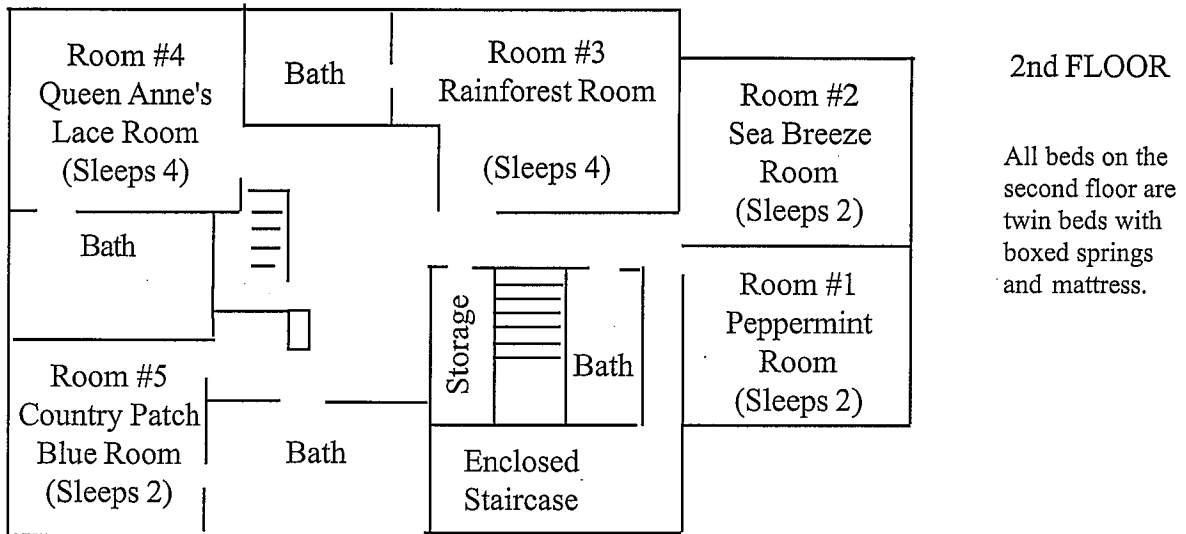 Room #4
Queen Anne's
Lace Room
(Sleeps 4)
Bath
Room #3
Rainforest Room
(Sleeps 4)
Room #2
Sea Breeze
Room
(Sleeps 2)
2nd FLOOR
All beds on the
second floor are
twin beds with
boxed springs
and mattress.
Bath
Storage
Bath
Room #1
Peppermint
Room
(Sleeps 2)
Room #5
Country Patch
Blue Room
(Sleeps 2)
Bath
Enclosed
Staircase